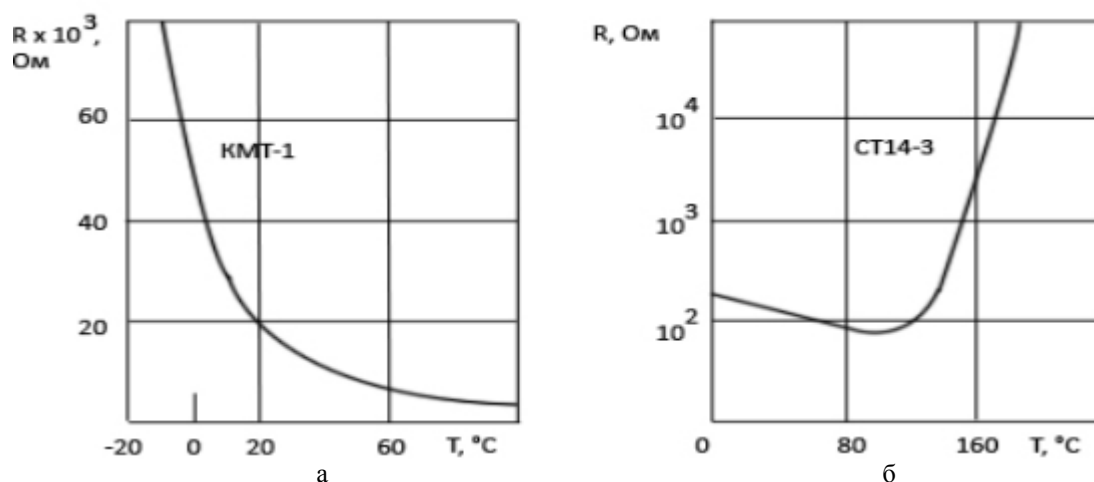 R x 10³,
Ом
60
40
20
КМТ-1
-20 0 20 60 T, °C
а
R, Ом
10⁴
10³
10²
СТ14-3
0 80 160 T, °C
б